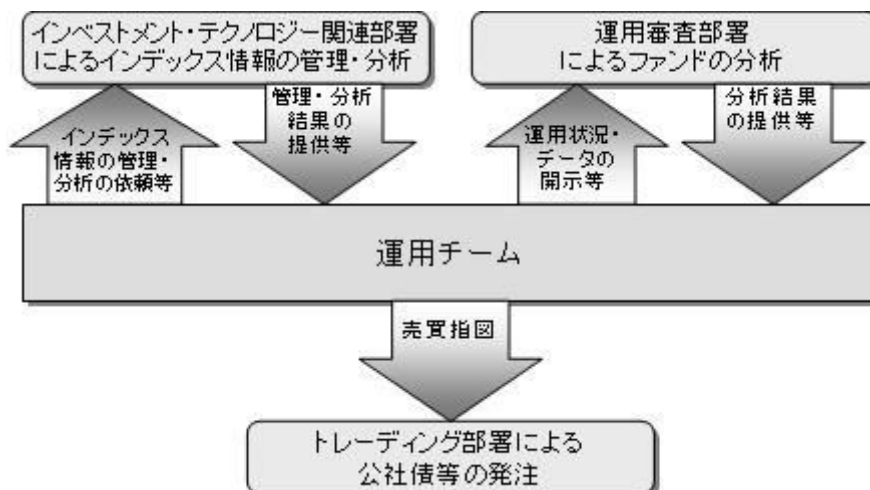 インベストメント・テクノロジー関連部署
によるインデックス情報の管理・分析
運用審査部署
によるファンドの分析
インデックス
情報の管理・
分析の依頼等
管理・分析
結果の
提供等
運用状況・
データの
開示等
分析結果
の提供等
運用チーム
売買指図
トレーディング部署による
公社債等の発注